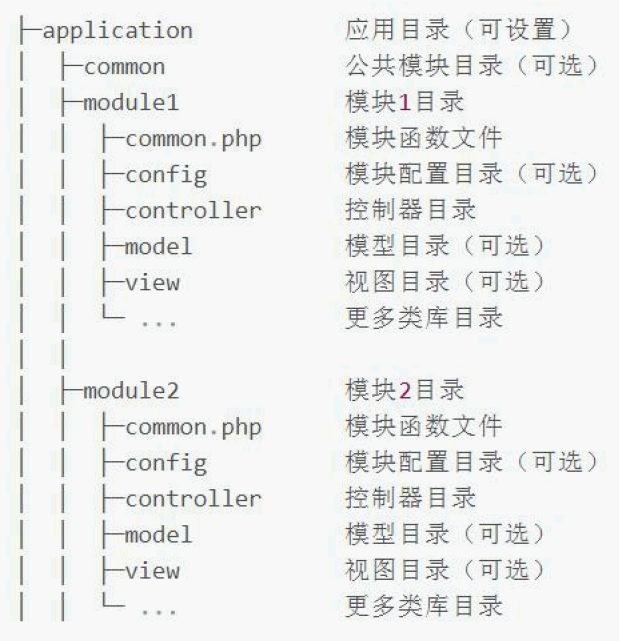 ├─application 应用目录（可设置）
│ ├─common 公共模块目录（可选）
│ ├─module1 模块1目录
│ │ ├─common.php 模块函数文件
│ │ ├─config 模块配置目录（可选）
│ │ ├─controller 控制器目录
│ │ ├─model 模型目录（可选）
│ │ ├─view 视图目录（可选）
│ │ └─ ... 更多类库目录
│ │
│ ├─module2 模块2目录
│ │ ├─common.php 模块函数文件
│ │ ├─config 模块配置目录（可选）
│ │ ├─controller 控制器目录
│ │ ├─model 模型目录（可选）
│ │ ├─view 视图目录（可选）
│ │ └─ ... 更多类库目录